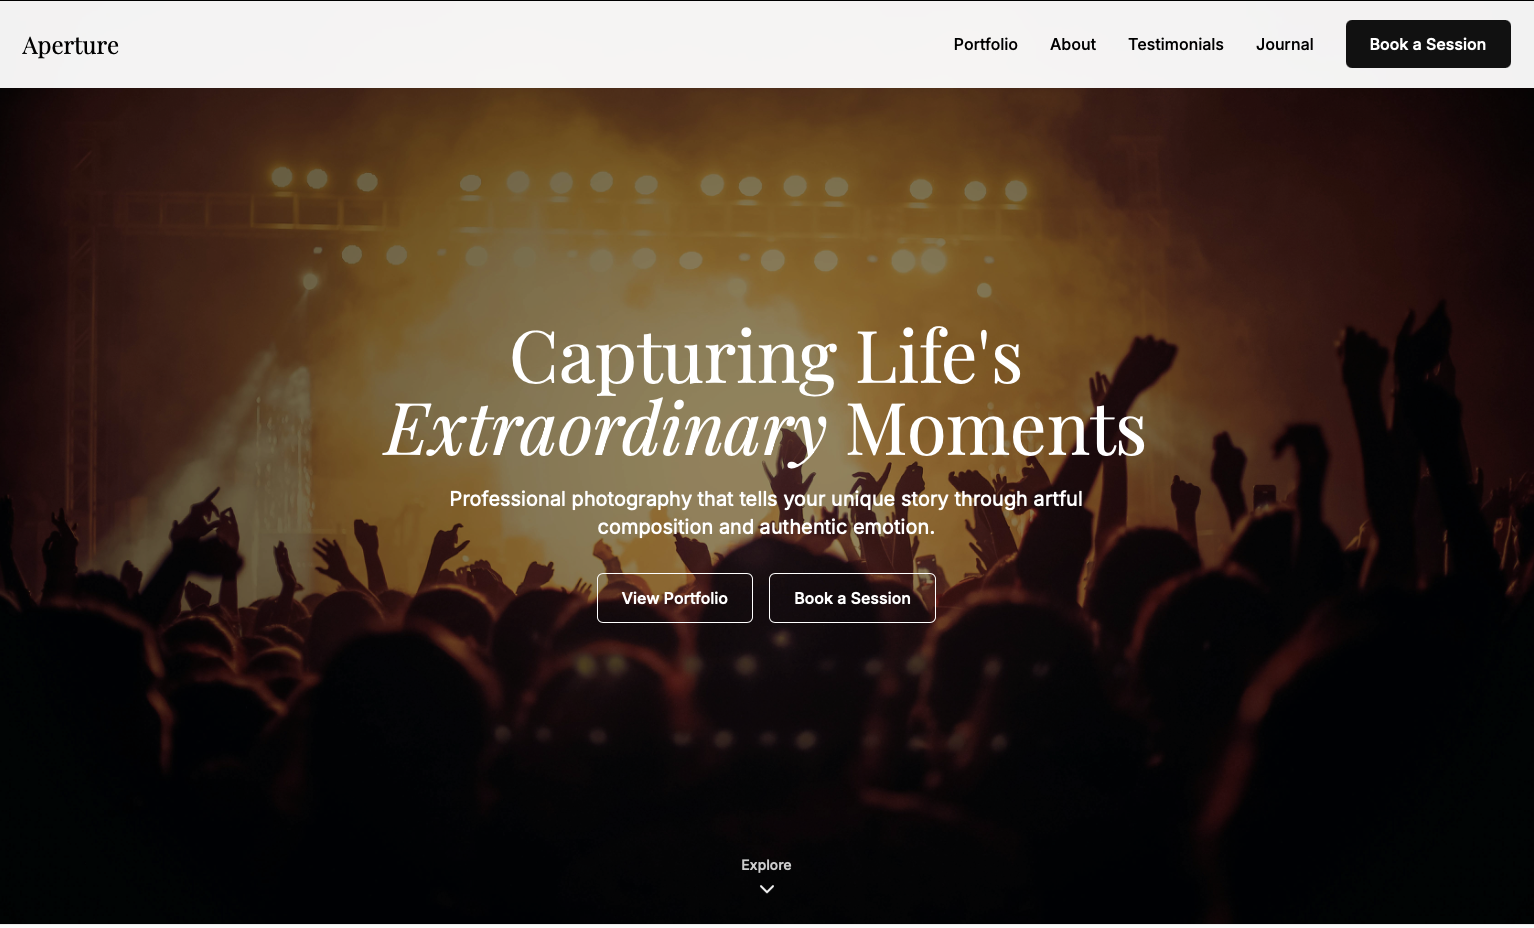 Aperture
Portfolio
About
Testimonials
Journal
Book a Session
Capturing Life's
Extraordinary Moments
Professional photography that tells your unique story through artful
composition and authentic emotion.
View Portfolio
Book a Session
Explore